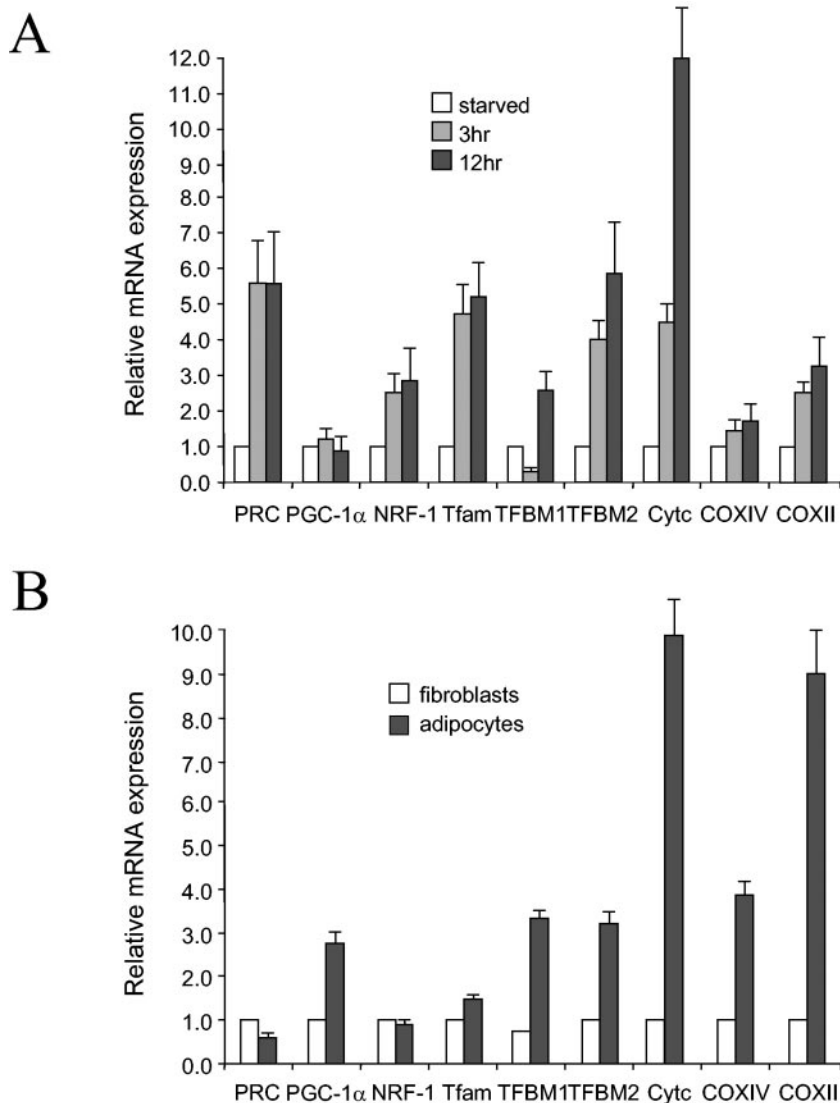 A
Relative mRNA expression
12.0
11.0
10.0
9.0
8.0
7.0
6.0
5.0
4.0
3.0
2.0
1.0
0.0
starved
3hr
12hr
PRC PGC-1α NRF-1 Tfam TFBM1 TFBM2 Cytc COXIV COXII
B
Relative mRNA expression
10.0
9.0
8.0
7.0
6.0
5.0
4.0
3.0
2.0
1.0
0.0
fibroblasts
adipocytes
PRC PGC-1α NRF-1 Tfam TFBM1 TFBM2 Cytc COXIV COXII